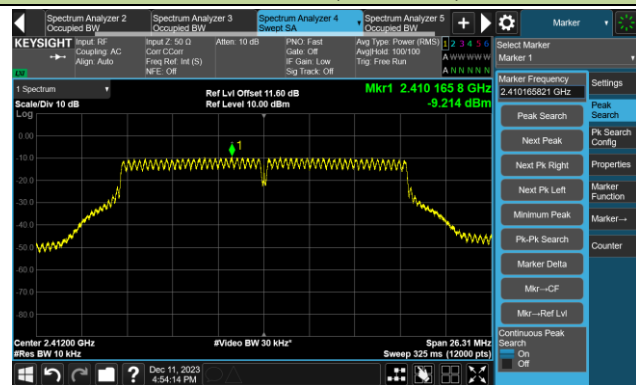 Spectrum Analyzer 2
Occupied BW
Spectrum Analyzer 3
Occupied BW
Spectrum Analyzer 4
Swept SA
Spectrum Analyzer 5
Occupied BW
Marker
KEYSIGHT
Input: RF
Coupling: AC
Align: Auto
Input Z: 50 Ω
Corr CCorr
Freq Ref: Int (S)
NFE: Off
Atten: 10 dB
PNO: Fast
Gate: Off
IF Gain: Low
Sig Track: Off
Avg Type: Power (RMS)
Avg|Hold: 100/100
Trig: Free Run
1 2 3 4 5 6
A W W W W W
A N N N N N
Select Marker
Marker 1
1 Spectrum
Scale/Div 10 dB
Log
Ref Lvl Offset 11.60 dB
Ref Level 10.00 dBm
Mkr1 2.410 165 8 GHz
-9.214 dBm
0.00
-10.0
-20.0
-30.0
-40.0
-50.0
-60.0
-70.0
-80.0
1
Center 2.41200 GHz
#Res BW 10 kHz
#Video BW 30 kHz*
Span 26.31 MHz
Sweep 325 ms (12000 pts)
Marker Frequency
2.410165821 GHz
Peak Search
Next Peak
Next Pk Right
Next Pk Left
Minimum Peak
Pk-Pk Search
Marker Delta
Mkr→CF
Mkr→Ref Lvl
Continuous Peak
Search
On
Off
Settings
Peak
Search
Pk Search
Config
Properties
Marker
Function
Marker→
Counter
Dec 11, 2023
4:54:14 PM